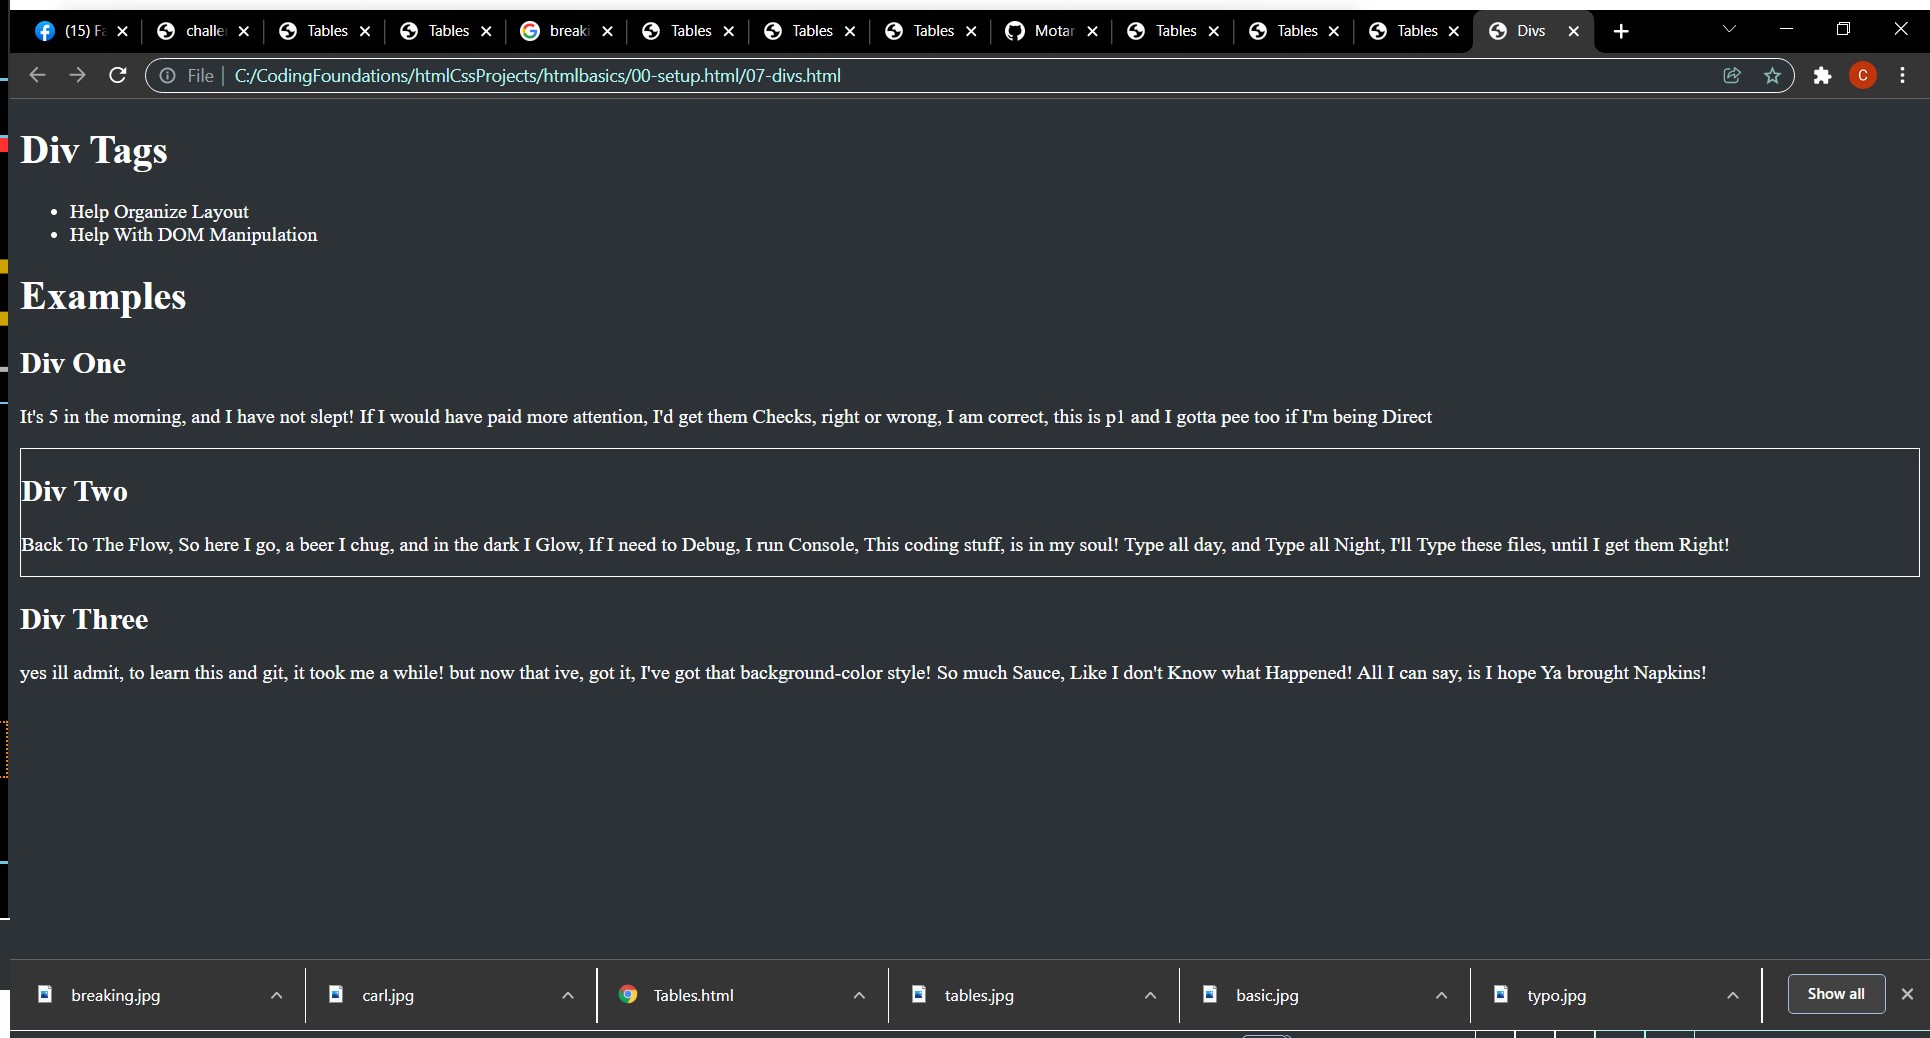 (15) Fa
challe
Tables
Tables
break
Tables
Tables
Tables
Motar
Tables
Tables
Tables
Divs
File
C:/CodingFoundations/htmlCssProjects/htmlbasics/00-setup.html/07-divs.html
C
Div Tags
• Help Organize Layout
• Help With DOM Manipulation
Examples
Div One
It's 5 in the morning, and I have not slept! If I would have paid more attention, I'd get them Checks, right or wrong, I am correct, this is p1 and I gotta pee too if I'm being Direct
Div Two
Back To The Flow, So here I go, a beer I chug, and in the dark I Glow, If I need to Debug, I run Console, This coding stuff, is in my soul! Type all day, and Type all Night, I'll Type these files, until I get them Right!
Div Three
yes ill admit, to learn this and git, it took me a while! but now that ive, got it, I've got that background-color style! So much Sauce, Like I don't Know what Happened! All I can say, is I hope Ya brought Napkins!
breaking.jpg
carl.jpg
Tables.html
tables.jpg
basic.jpg
typo.jpg
Show all